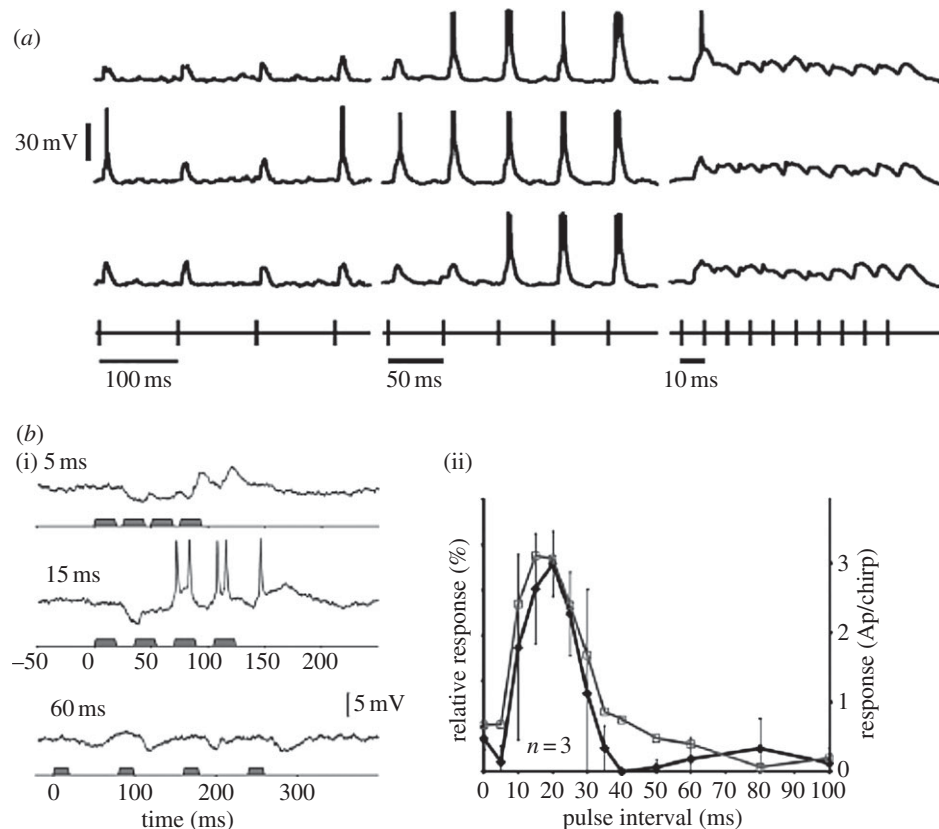 (a)
30 mV
100 ms
50 ms
10 ms
(b)
(i) 5 ms
15 ms
–50 0 50 100 150 200
5 mV
60 ms
0 100 200 300
time (ms)
(ii)
relative response (%)
n = 3
3
2
1
0
response (Ap/chirp)
0 10 20 30 40 50 60 70 80 90 100
pulse interval (ms)